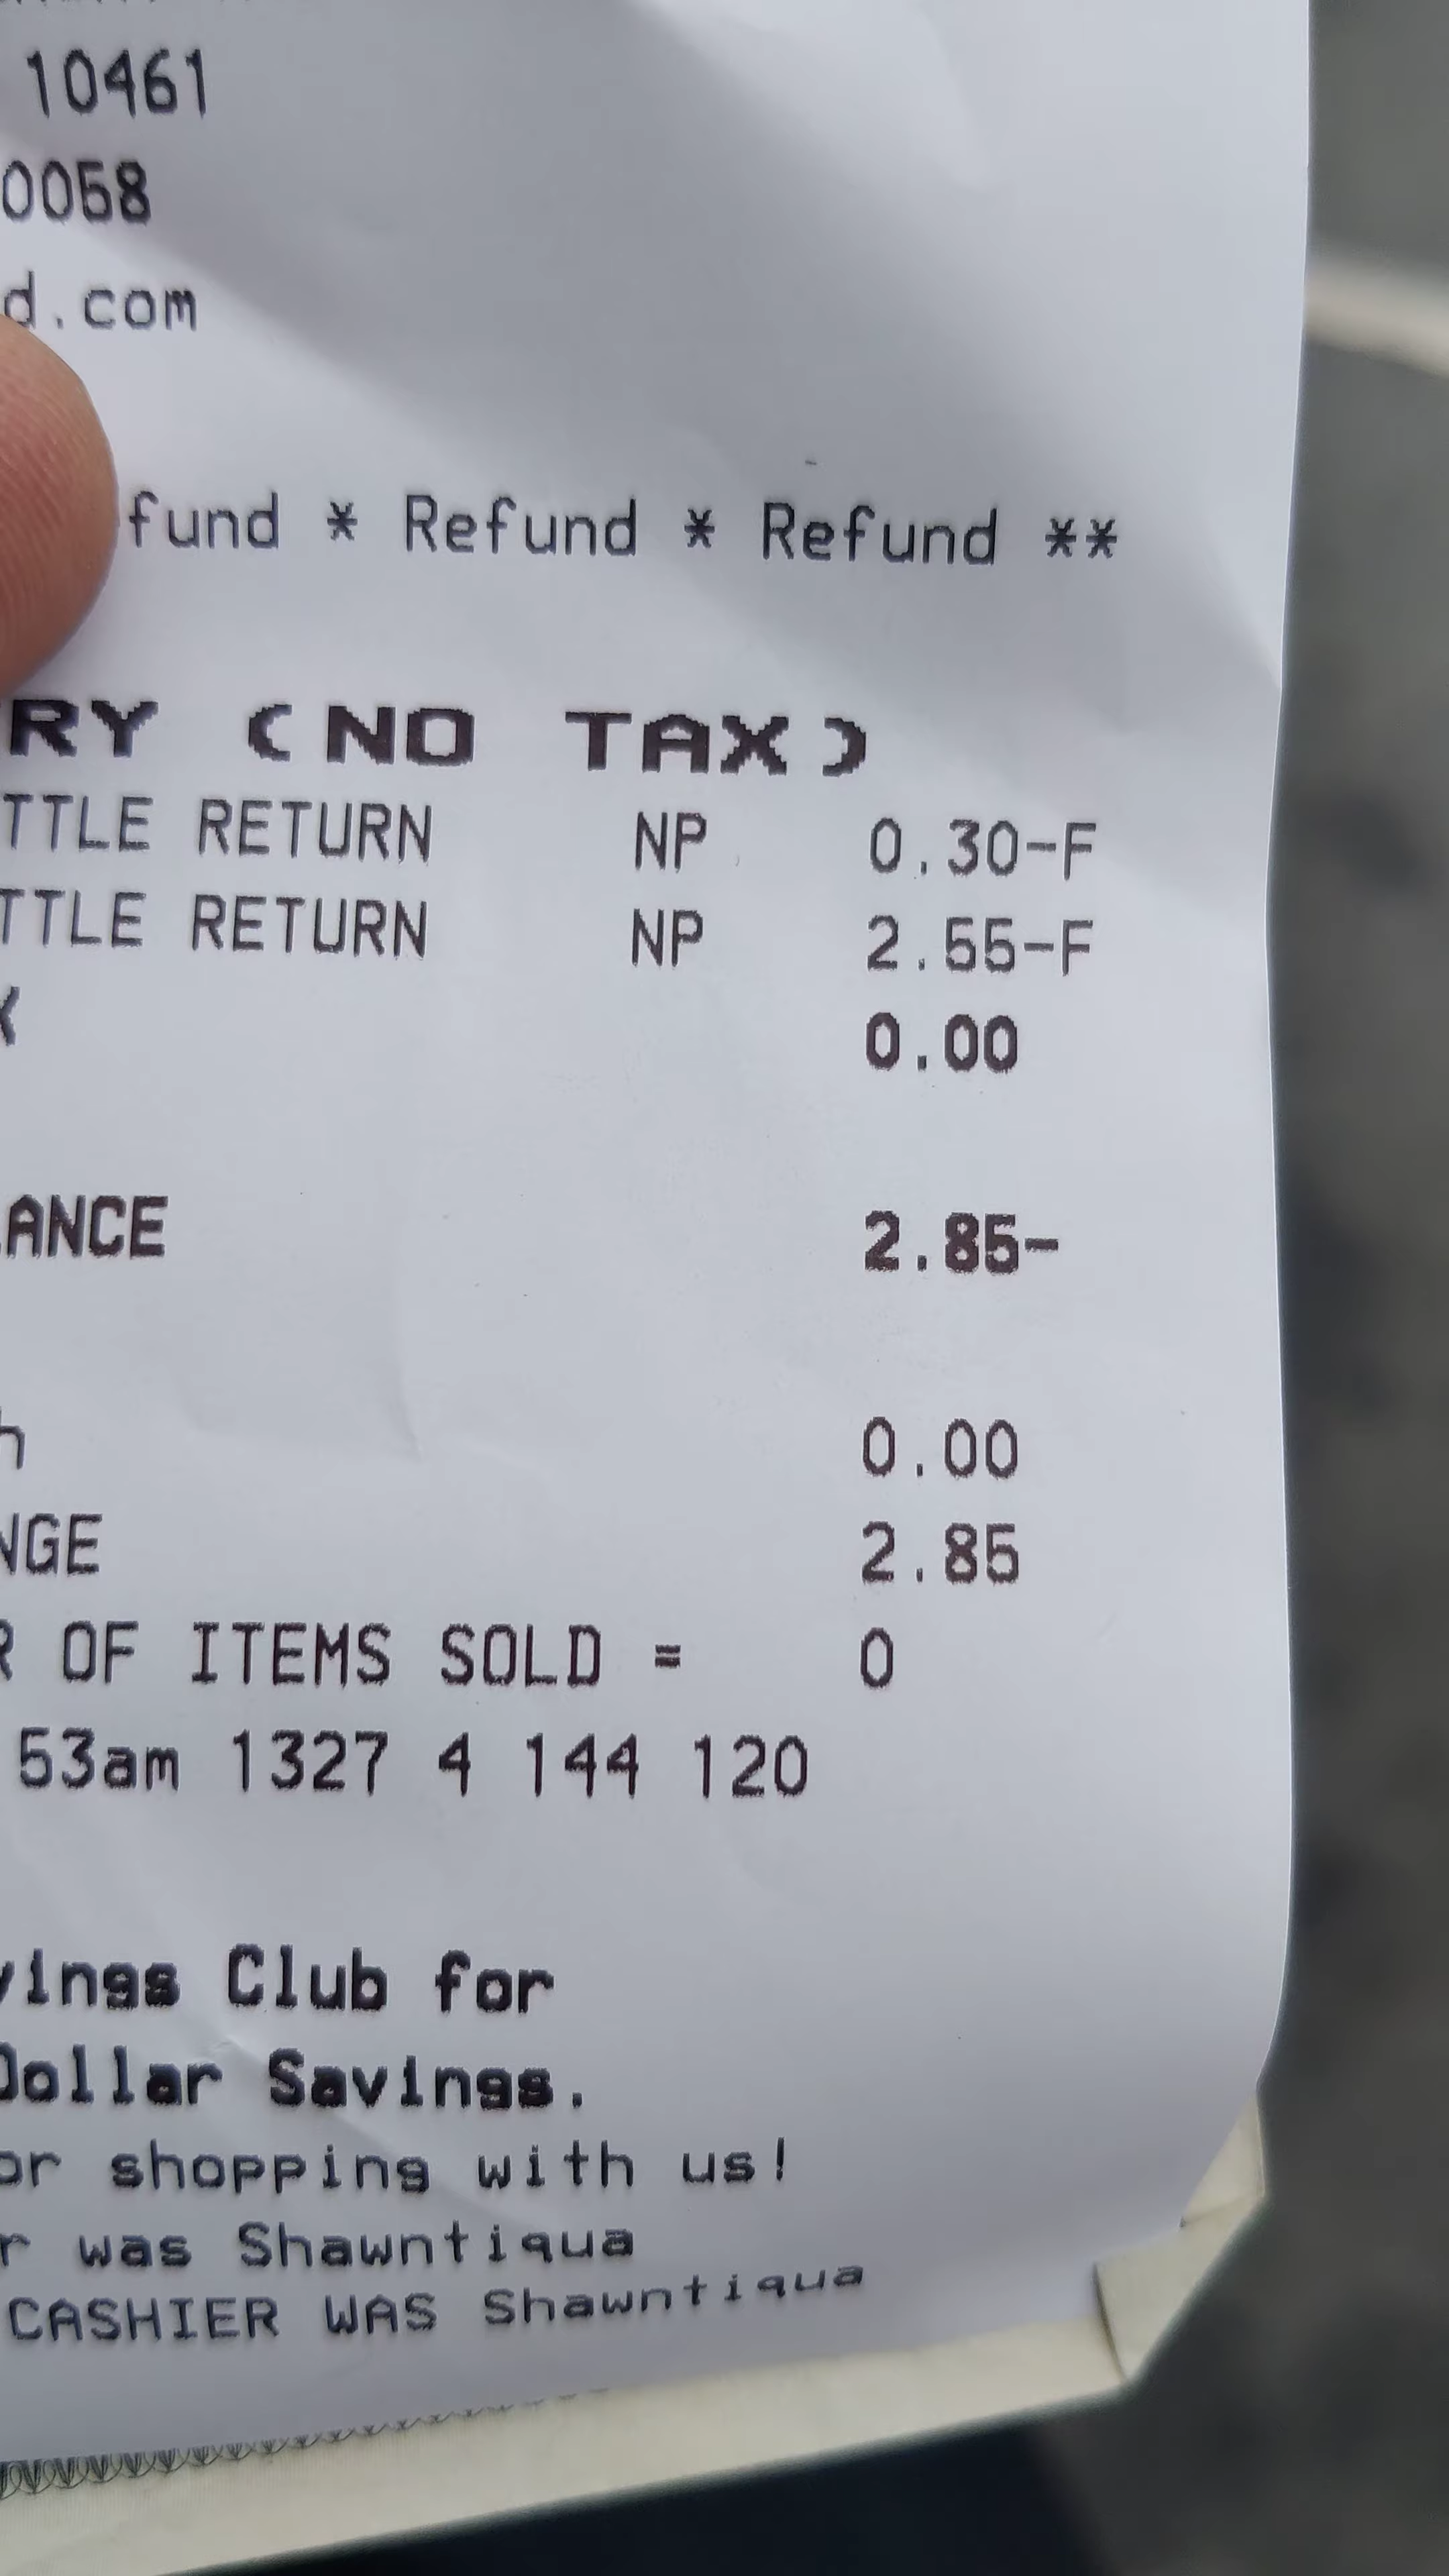 10461
0068
d.com
fund * Refund * Refund **
RY (NO TAX)
TTLE RETURN NP 0.30-F
TTLE RETURN NP 2.55-F
X 0.00
ANCE 2.85-
h 0.00
NGE 2.85
R OF ITEMS SOLD = 0
53am 1327 4 144 120
vings Club for
Dollar Savings.
or shopping with us!
r was Shawntiqua
CASHIER WAS Shawntiqua